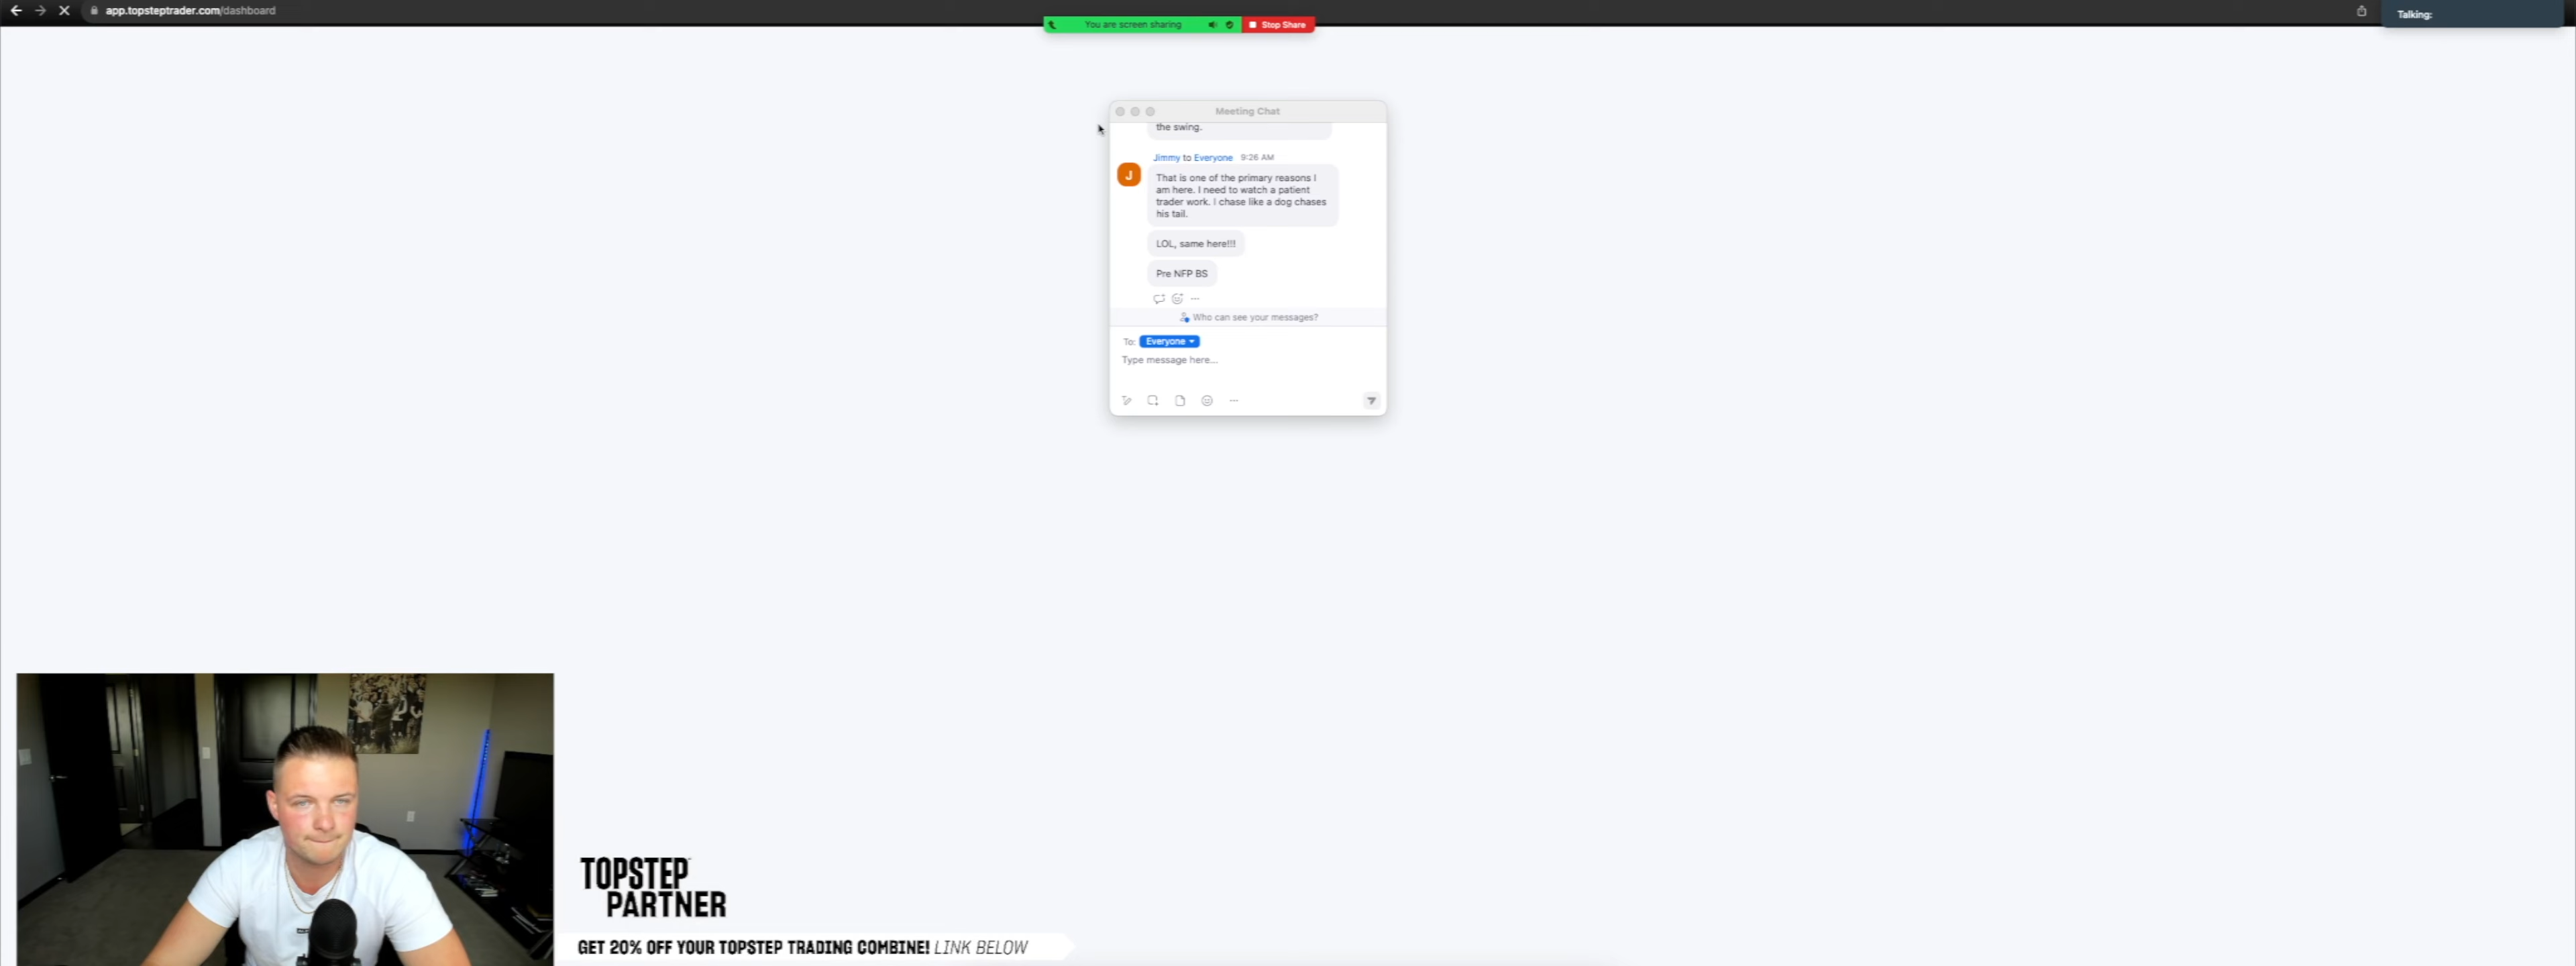 app.topsteptrader.com/dashboard
You are screen sharing
Stop Share
Talking:
Meeting Chat
the swing.
Jimmy to Everyone 9:26 AM
J
That is one of the primary reasons I
am here. I need to watch a patient
trader work. I chase like a dog chases
his tail.
LOL, same here!!!
Pre NFP BS
Who can see your messages?
To: Everyone
Type message here...
TOPSTEP
PARTNER
GET 20% OFF YOUR TOPSTEP TRADING COMBINE! LINK BELOW